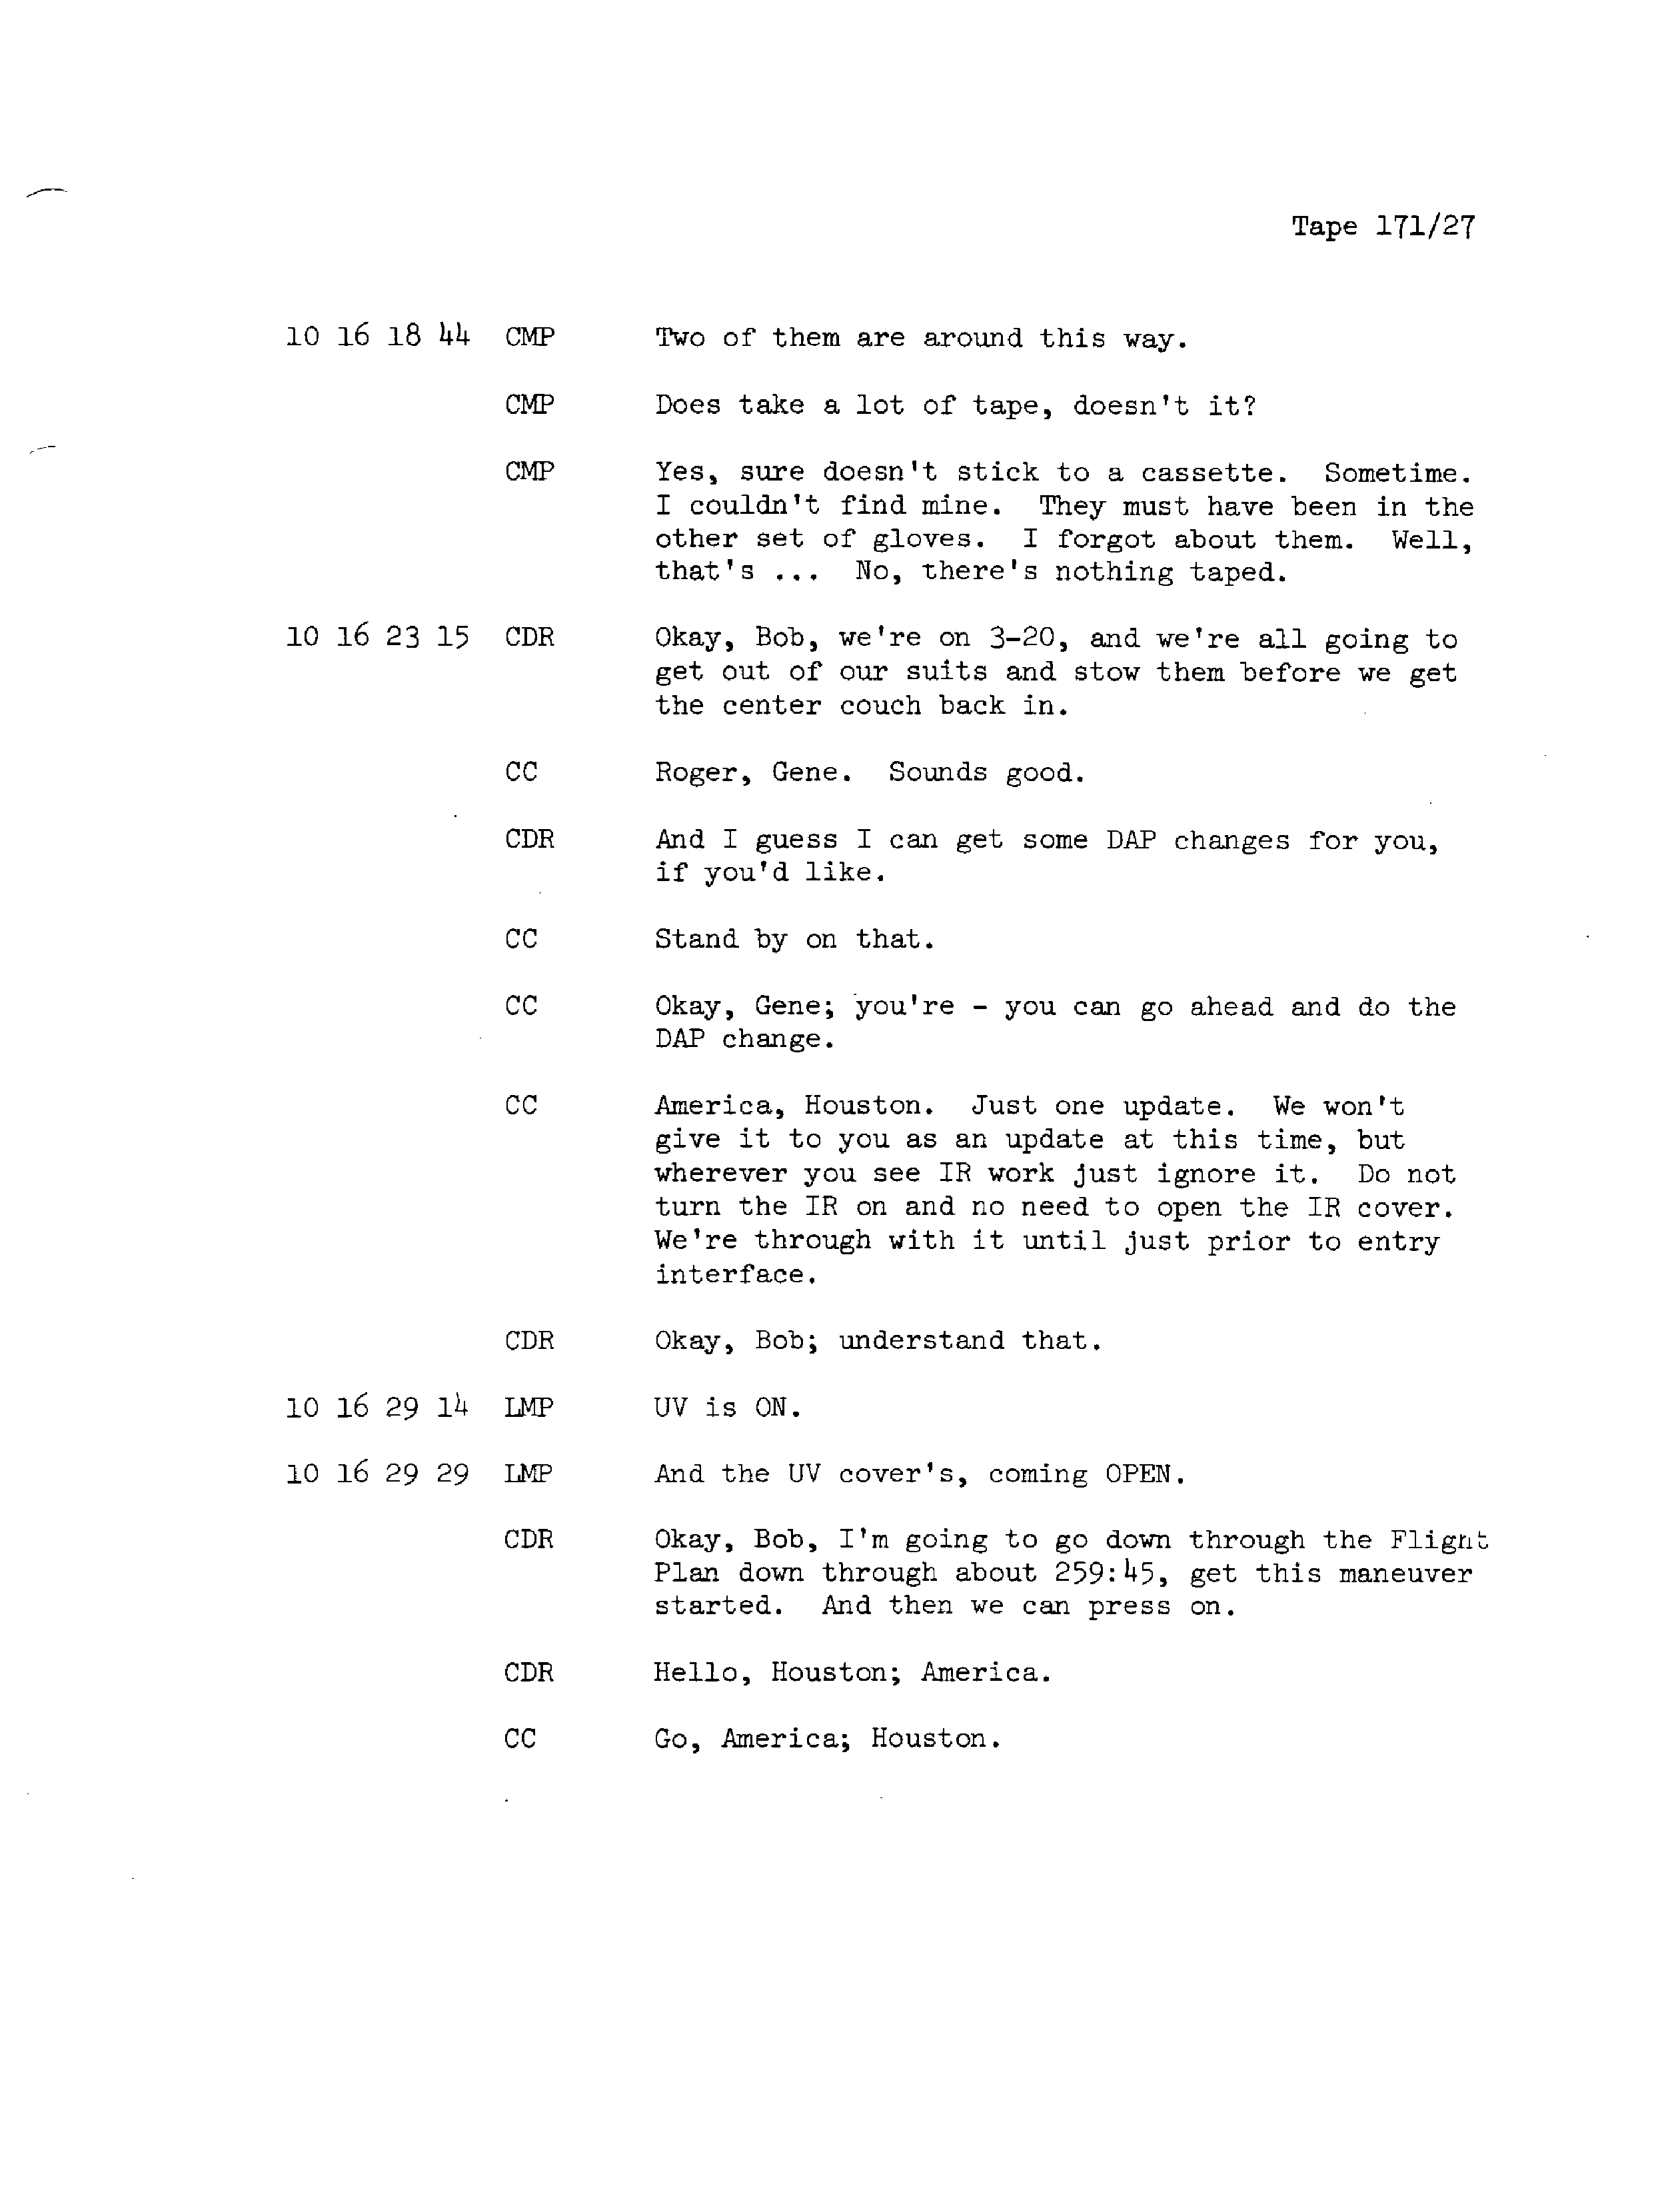 Tape 171/27
10 16 18 44 CMP Two of them are around this way.
CMP Does take a lot of tape, doesn't it?
CMP Yes, sure doesn't stick to a cassette. Sometime.
I couldn't find mine. They must have been in the
other set of gloves. I forgot about them. Well,
that's ... No, there's nothing taped.
10 16 23 15 CDR Okay, Bob, we're on 3-20, and we're all going to
get out of our suits and stow them before we get
the center couch back in.
CC Roger, Gene. Sounds good.
CDR And I guess I can get some DAP changes for you,
if you'd like.
CC Stand by on that.
CC Okay, Gene; you're - you can go ahead and do the
DAP change.
CC America, Houston. Just one update. We won't
give it to you as an update at this time, but
wherever you see IR work just ignore it. Do not
turn the IR on and no need to open the IR cover.
We're through with it until just prior to entry
interface.
CDR Okay, Bob; understand that.
10 16 29 14 LMP UV is ON.
10 16 29 29 LMP And the UV cover's, coming OPEN.
CDR Okay, Bob, I'm going to go down through the Flight
Plan down through about 259:45, get this maneuver
started. And then we can press on.
CDR Hello, Houston; America.
CC Go, America; Houston.